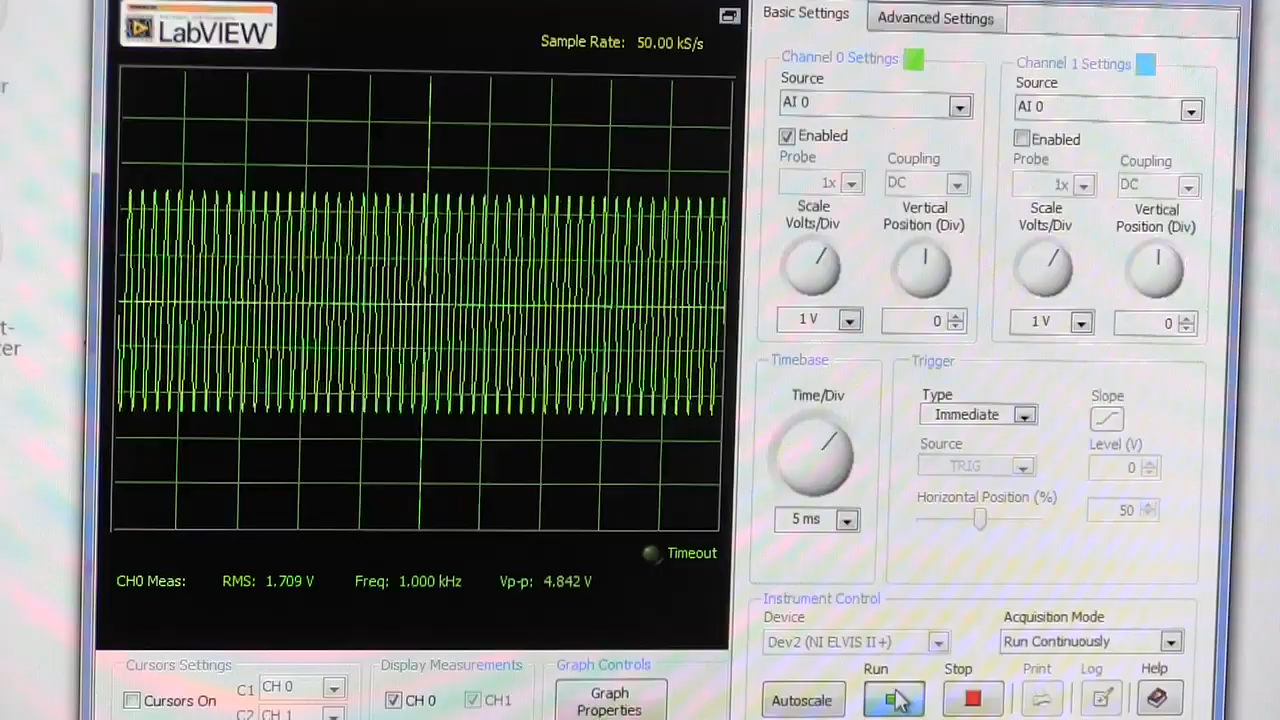 NATIONAL INSTRUMENTS
LabVIEW
Sample Rate: 50.00 kS/s
Timeout
CH0 Meas: RMS: 1.709 V Freq: 1.000 kHz Vp-p: 4.842 V
Basic Settings
Advanced Settings
Channel 0 Settings
Source
AI 0
Enabled
Probe
Coupling
1x
DC
Scale
Volts/Div
Vertical
Position (Div)
1 V
0
Channel 1 Settings
Source
AI 0
Enabled
Probe
Coupling
1x
DC
Scale
Volts/Div
Vertical
Position (Div)
1 V
0
Timebase
Time/Div
5 ms
Trigger
Type
Immediate
Slope
Source
TRIG
Level (V)
0
Horizontal Position (%)
50
Instrument Control
Device
Dev2 (NI ELVIS II+)
Acquisition Mode
Run Continuously
Run
Stop
Print
Log
Help
Autoscale
Cursors Settings
Cursors On
C1 CH 0
C2 CH 1
Display Measurements
CH 0
CH1
Graph Controls
Graph
Properties